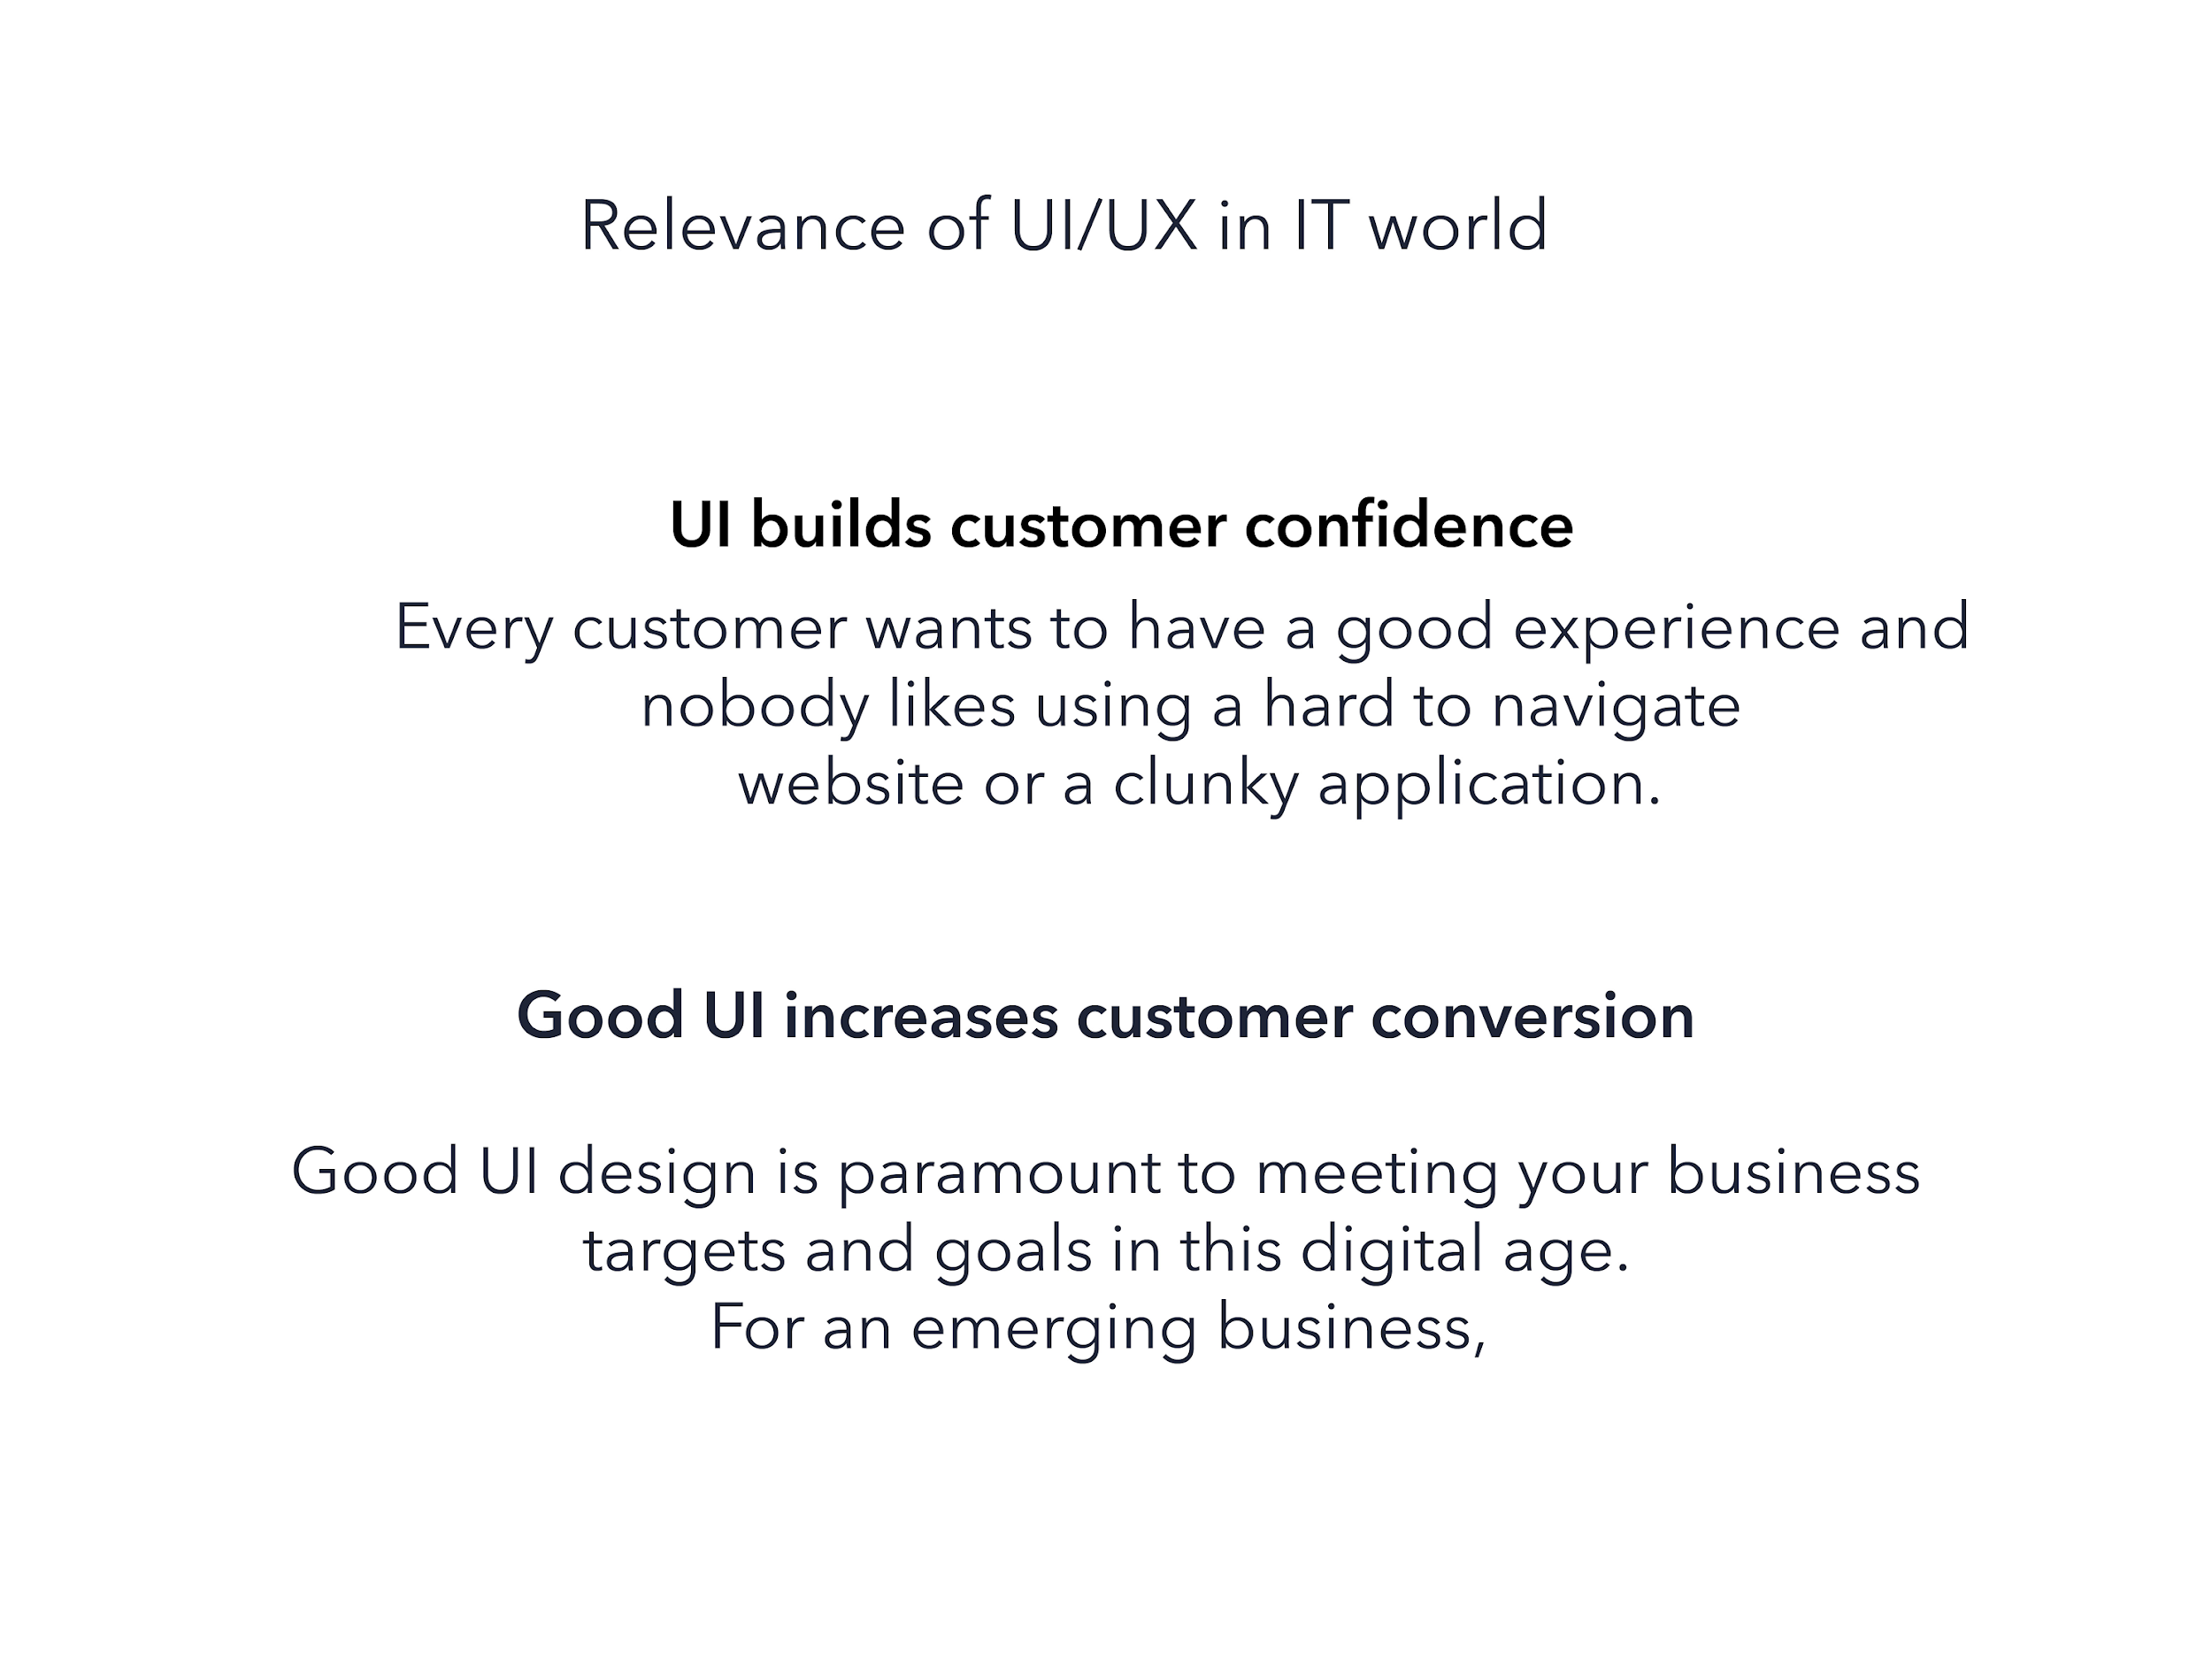 Relevance of UI/UX in IT world
UI builds customer confidence
Every customer wants to have a good experience and
nobody likes using a hard to navigate
website or a clunky application.
Good UI increases customer conversion
Good UI design is paramount to meeting your business
targets and goals in this digital age.
For an emerging business,